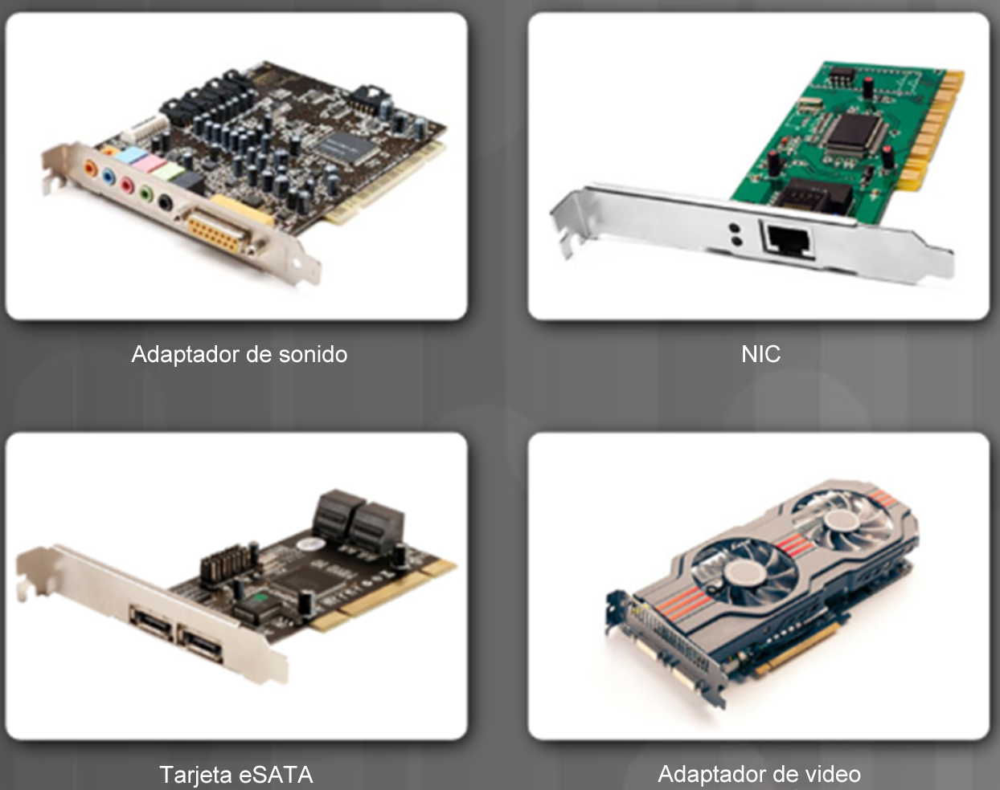 Adaptador de sonido
NIC
Tarjeta eSATA
Adaptador de video